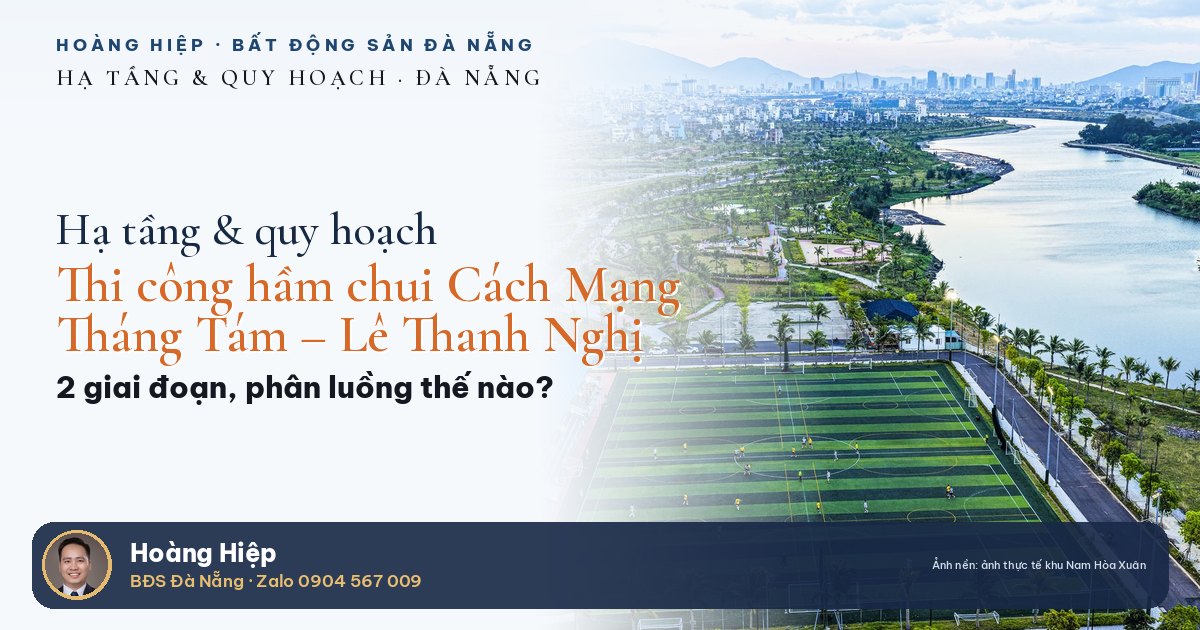 HOÀNG HIỆP · BẤT ĐỘNG SẢN ĐÀ NẴNG
HẠ TẦNG & QUY HOẠCH · ĐÀ NẴNG
Hạ tầng & quy hoạch
Thi công hầm chui Cách Mạng
Tháng Tám – Lê Thanh Nghị
2 giai đoạn, phân luồng thế nào?
Hoàng Hiệp
BĐS Đà Nẵng · Zalo 0904 567 009
Ảnh nền: ảnh thực tế khu Nam Hòa Xuân